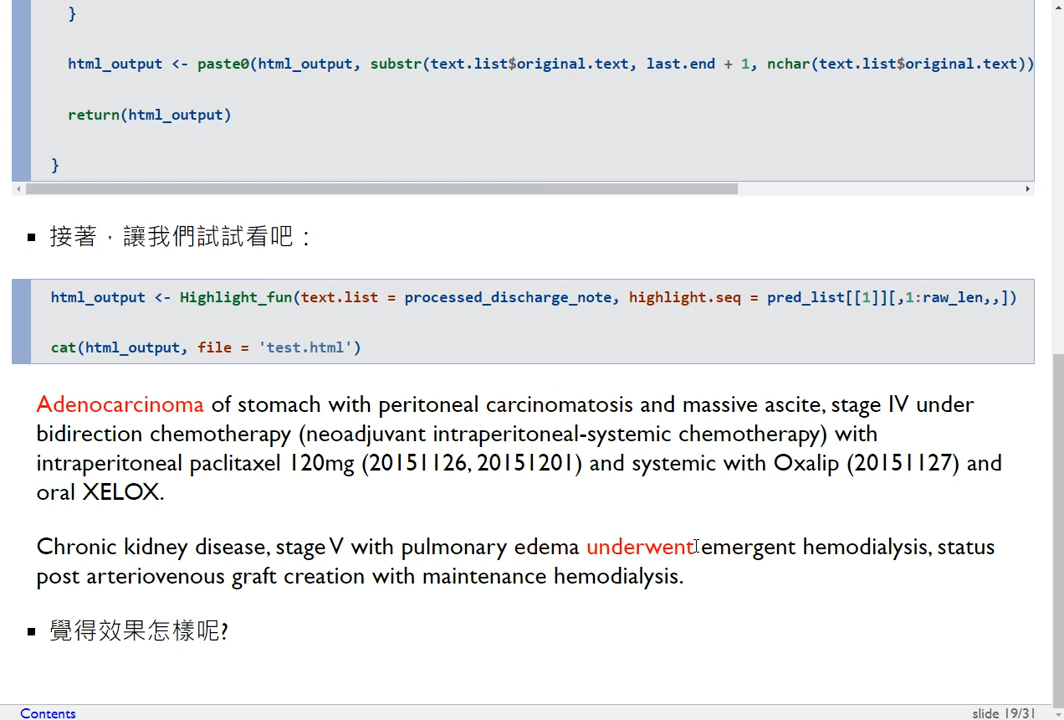 }
html_output <- paste0(html_output, substr(text.list$original.text, last.end + 1, nchar(text.list$original.text))
return(html_output)
}
接著，讓我們試試看吧：
html_output <- Highlight_fun(text.list = processed_discharge_note, highlight.seq = pred_list[[1]][,1:raw_len,,])
cat(html_output, file = 'test.html')
Adenocarcinoma of stomach with peritoneal carcinomatosis and massive ascite, stage IV under
bidirection chemotherapy (neoadjuvant intraperitoneal-systemic chemotherapy) with
intraperitoneal paclitaxel 120mg (20151126, 20151201) and systemic with Oxalip (20151127) and
oral XELOX.
Chronic kidney disease, stage V with pulmonary edema underwent emergent hemodialysis, status
post arteriovenous graft creation with maintenance hemodialysis.
覺得效果怎樣呢?
Contents
slide 19/31